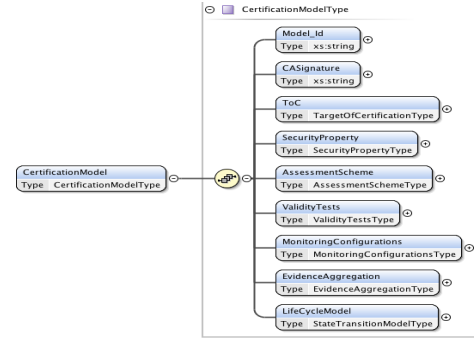 CertificationModelType
Model_Id
Type xs:string
CASignature
Type xs:string
ToC
Type TargetOfCertificationType
SecurityProperty
Type SecurityPropertyType
CertificationModel
Type CertificationModelType
AssessmentScheme
Type AssessmentSchemeType
ValidityTests
Type ValidityTestsType
MonitoringConfigurations
Type MonitoringConfigurationsType
EvidenceAggregation
Type EvidenceAggregationType
LifeCycleModel
Type StateTransitionModelType